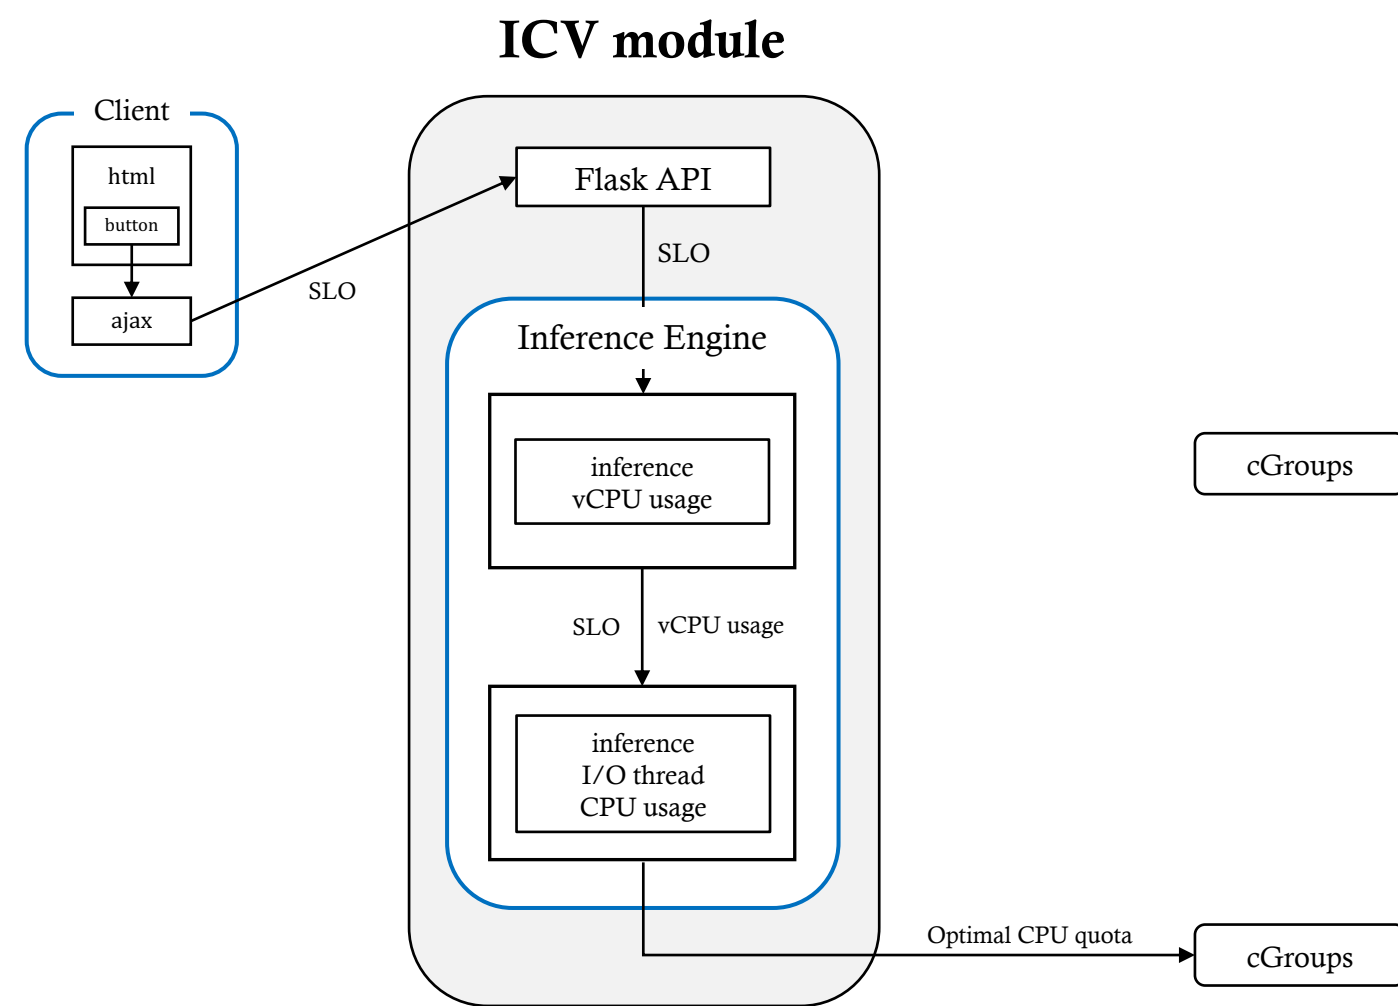 ICV module
Client
html
button
ajax
SLO
Flask API
SLO
Inference Engine
inference
vCPU usage
SLO
vCPU usage
inference
I/O thread
CPU usage
cGroups
Optimal CPU quota
cGroups